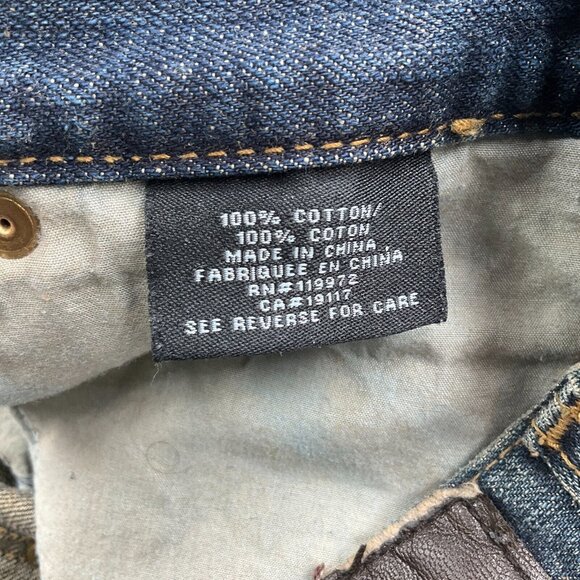 100% COTTON/
100% COTON
MADE IN CHINA
FABRIQUEE EN CHINA
RN#119972
CA#19117
SEE REVERSE FOR CARE